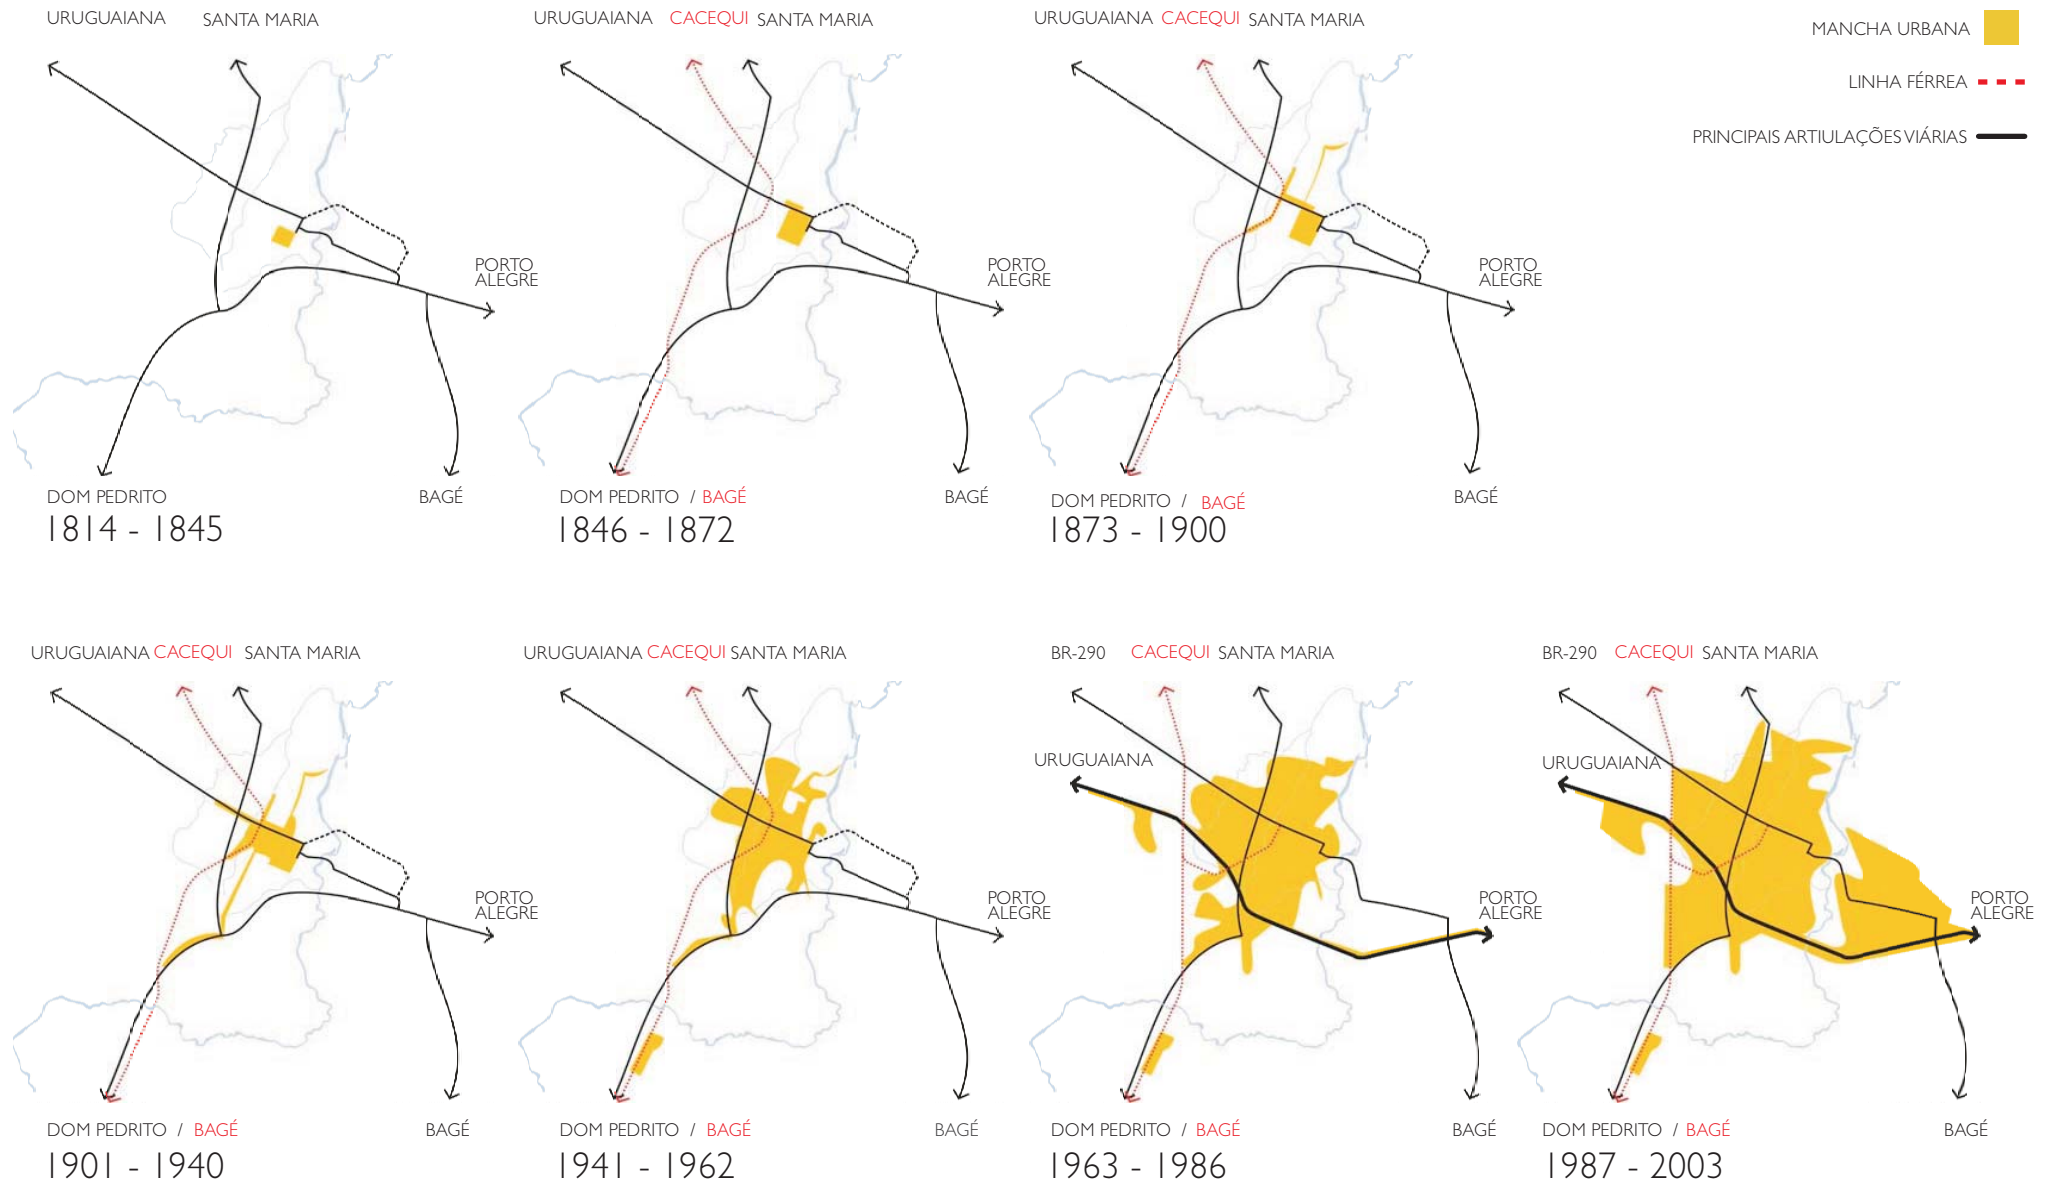 URUGUAIANA SANTA MARIA
PORTO
ALEGRE
DOM PEDRITO BAGÉ
1814 - 1845
URUGUAIANA CACEQUI SANTA MARIA
PORTO
ALEGRE
DOM PEDRITO / BAGÉ BAGÉ
1846 - 1872
URUGUAIANA CACEQUI SANTA MARIA
PORTO
ALEGRE
DOM PEDRITO / BAGÉ BAGÉ
1873 - 1900
MANCHA URBANA
LINHA FÉRREA
PRINCIPAIS ARTIULAÇÕES VIÁRIAS
URUGUAIANA CACEQUI SANTA MARIA
PORTO
ALEGRE
DOM PEDRITO / BAGÉ BAGÉ
1901 - 1940
URUGUAIANA CACEQUI SANTA MARIA
PORTO
ALEGRE
DOM PEDRITO / BAGÉ BAGÉ
1941 - 1962
BR-290 CACEQUI SANTA MARIA
URUGUAIANA
PORTO
ALEGRE
DOM PEDRITO / BAGÉ BAGÉ
1963 - 1986
BR-290 CACEQUI SANTA MARIA
URUGUAIANA
PORTO
ALEGRE
DOM PEDRITO / BAGÉ BAGÉ
1987 - 2003